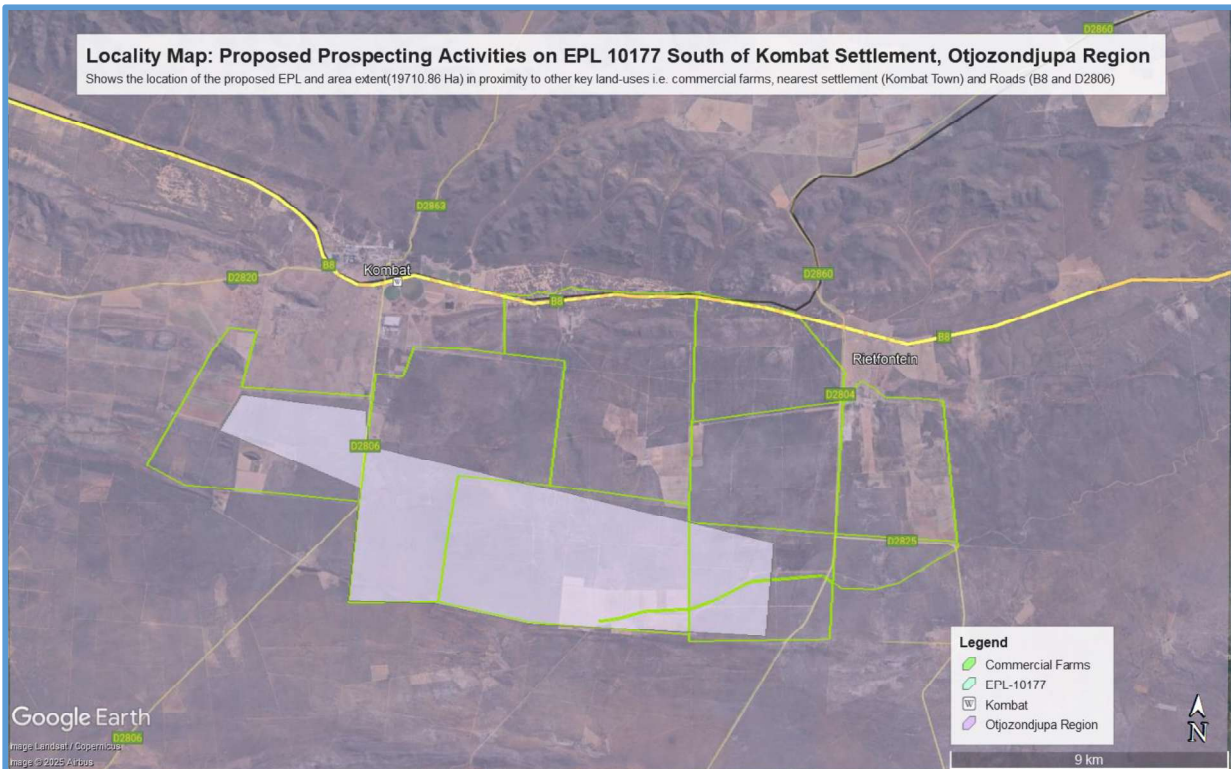 D2860
Locality Map: Proposed Prospecting Activities on EPL 10177 South of Kombat Settlement, Otjozondjupa Region
Shows the location of the proposed EPL and area extent(19710.86 Ha) in proximity to other key land-uses i.e. commercial farms, nearest settlement (Kombat Town) and Roads (B8 and D2806)
D2863
B8
Kombat
W
D2820
D2860
B8
B8
Rietfontein
D2804
D2806
D2825
Legend
Commercial Farms
EPL-10177
W Kombat
Otjozondjupa Region
N
Google Earth
D2806
Image Landsat / Copernicus
Image © 2025 Airbus
9 km